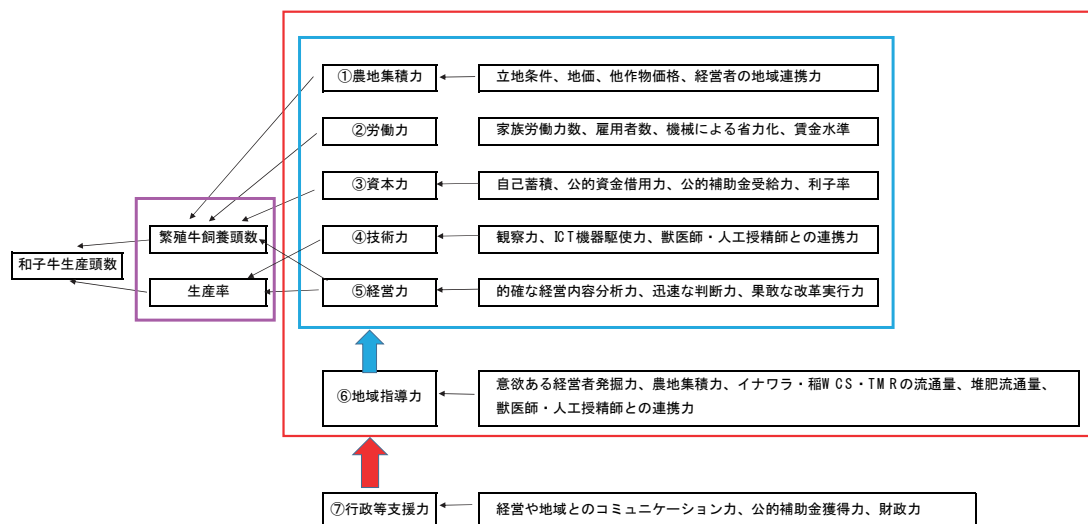 ①農地集積力
立地条件、地価、他作物価格、経営者の地域連携力
②労働力
家族労働力数、雇用者数、機械による省力化、賃金水準
③資本力
自己蓄積、公的資金借用力、公的補助金受給力、利子率
繁殖牛飼養頭数
④技術力
観察力、ICT機器駆使力、獣医師・人工授精師との連携力
和子牛生産頭数
生産率
⑤経営力
的確な経営内容分析力、迅速な判断力、果敢な改革実行力
⑥地域指導力
意欲ある経営者発掘力、農地集積力、イナワラ・稲WCS・TMRの流通量、堆肥流通量、
獣医師・人工授精師との連携力
⑦行政等支援力
経営や地域とのコミュニケーション力、公的補助金獲得力、財政力